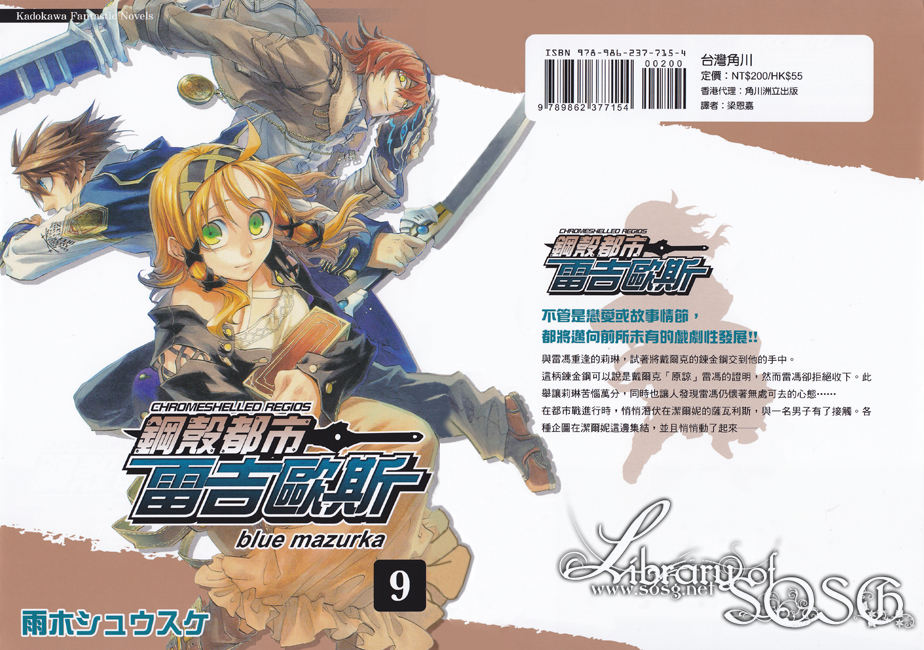 Kadokawa Fantastic Novels
CHROMESHELLED REGIOS
鋼殼都市
雷吉歐斯
blue mazurka
9
雨木シュウスケ
ISBN 978-986-237-715-4
00200
9 789862 377154
台灣角川
定價：NT$200/HK$55
香港代理：角川洲立出版
譯者：梁恩嘉
CHROMESHELLED REGIOS
鋼殼都市
雷吉歐斯
不管是戀愛或故事情節，
都將邁向前所未有的戲劇性發展!!
與雷馮重逢的莉琳，試著將戴爾克的鍊金鋼交到他的手中。
這柄鍊金鋼可以說是戴爾克「原諒」雷馮的證明，然而雷馮卻拒絕收下。此
舉讓莉琳苦惱萬分，同時也讓人發現雷馮仍懷著無處可去的心態……
在都市戰進行時，悄悄潛伏在潔爾妮的薩瓦利斯，與一名男子有了接觸。各
種企圖在潔爾妮這邊集結，並且悄悄動了起來──
Library of
www.sosg.net
SOSG